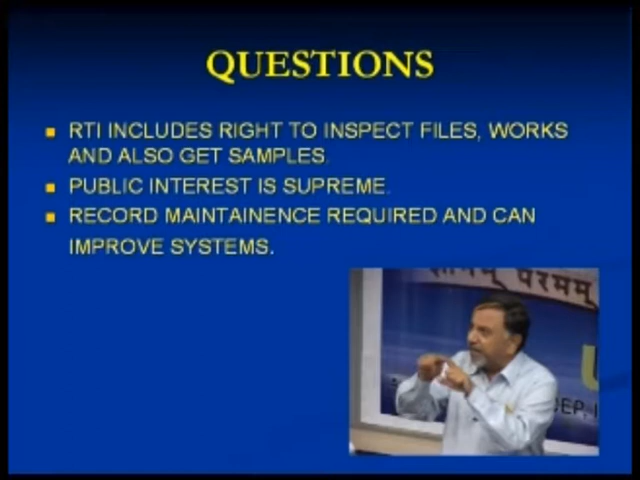 QUESTIONS
RTI INCLUDES RIGHT TO INSPECT FILES, WORKS
AND ALSO GET SAMPLES.
PUBLIC INTEREST IS SUPREME.
RECORD MAINTAINENCE REQUIRED AND CAN
IMPROVE SYSTEMS.
परमम्